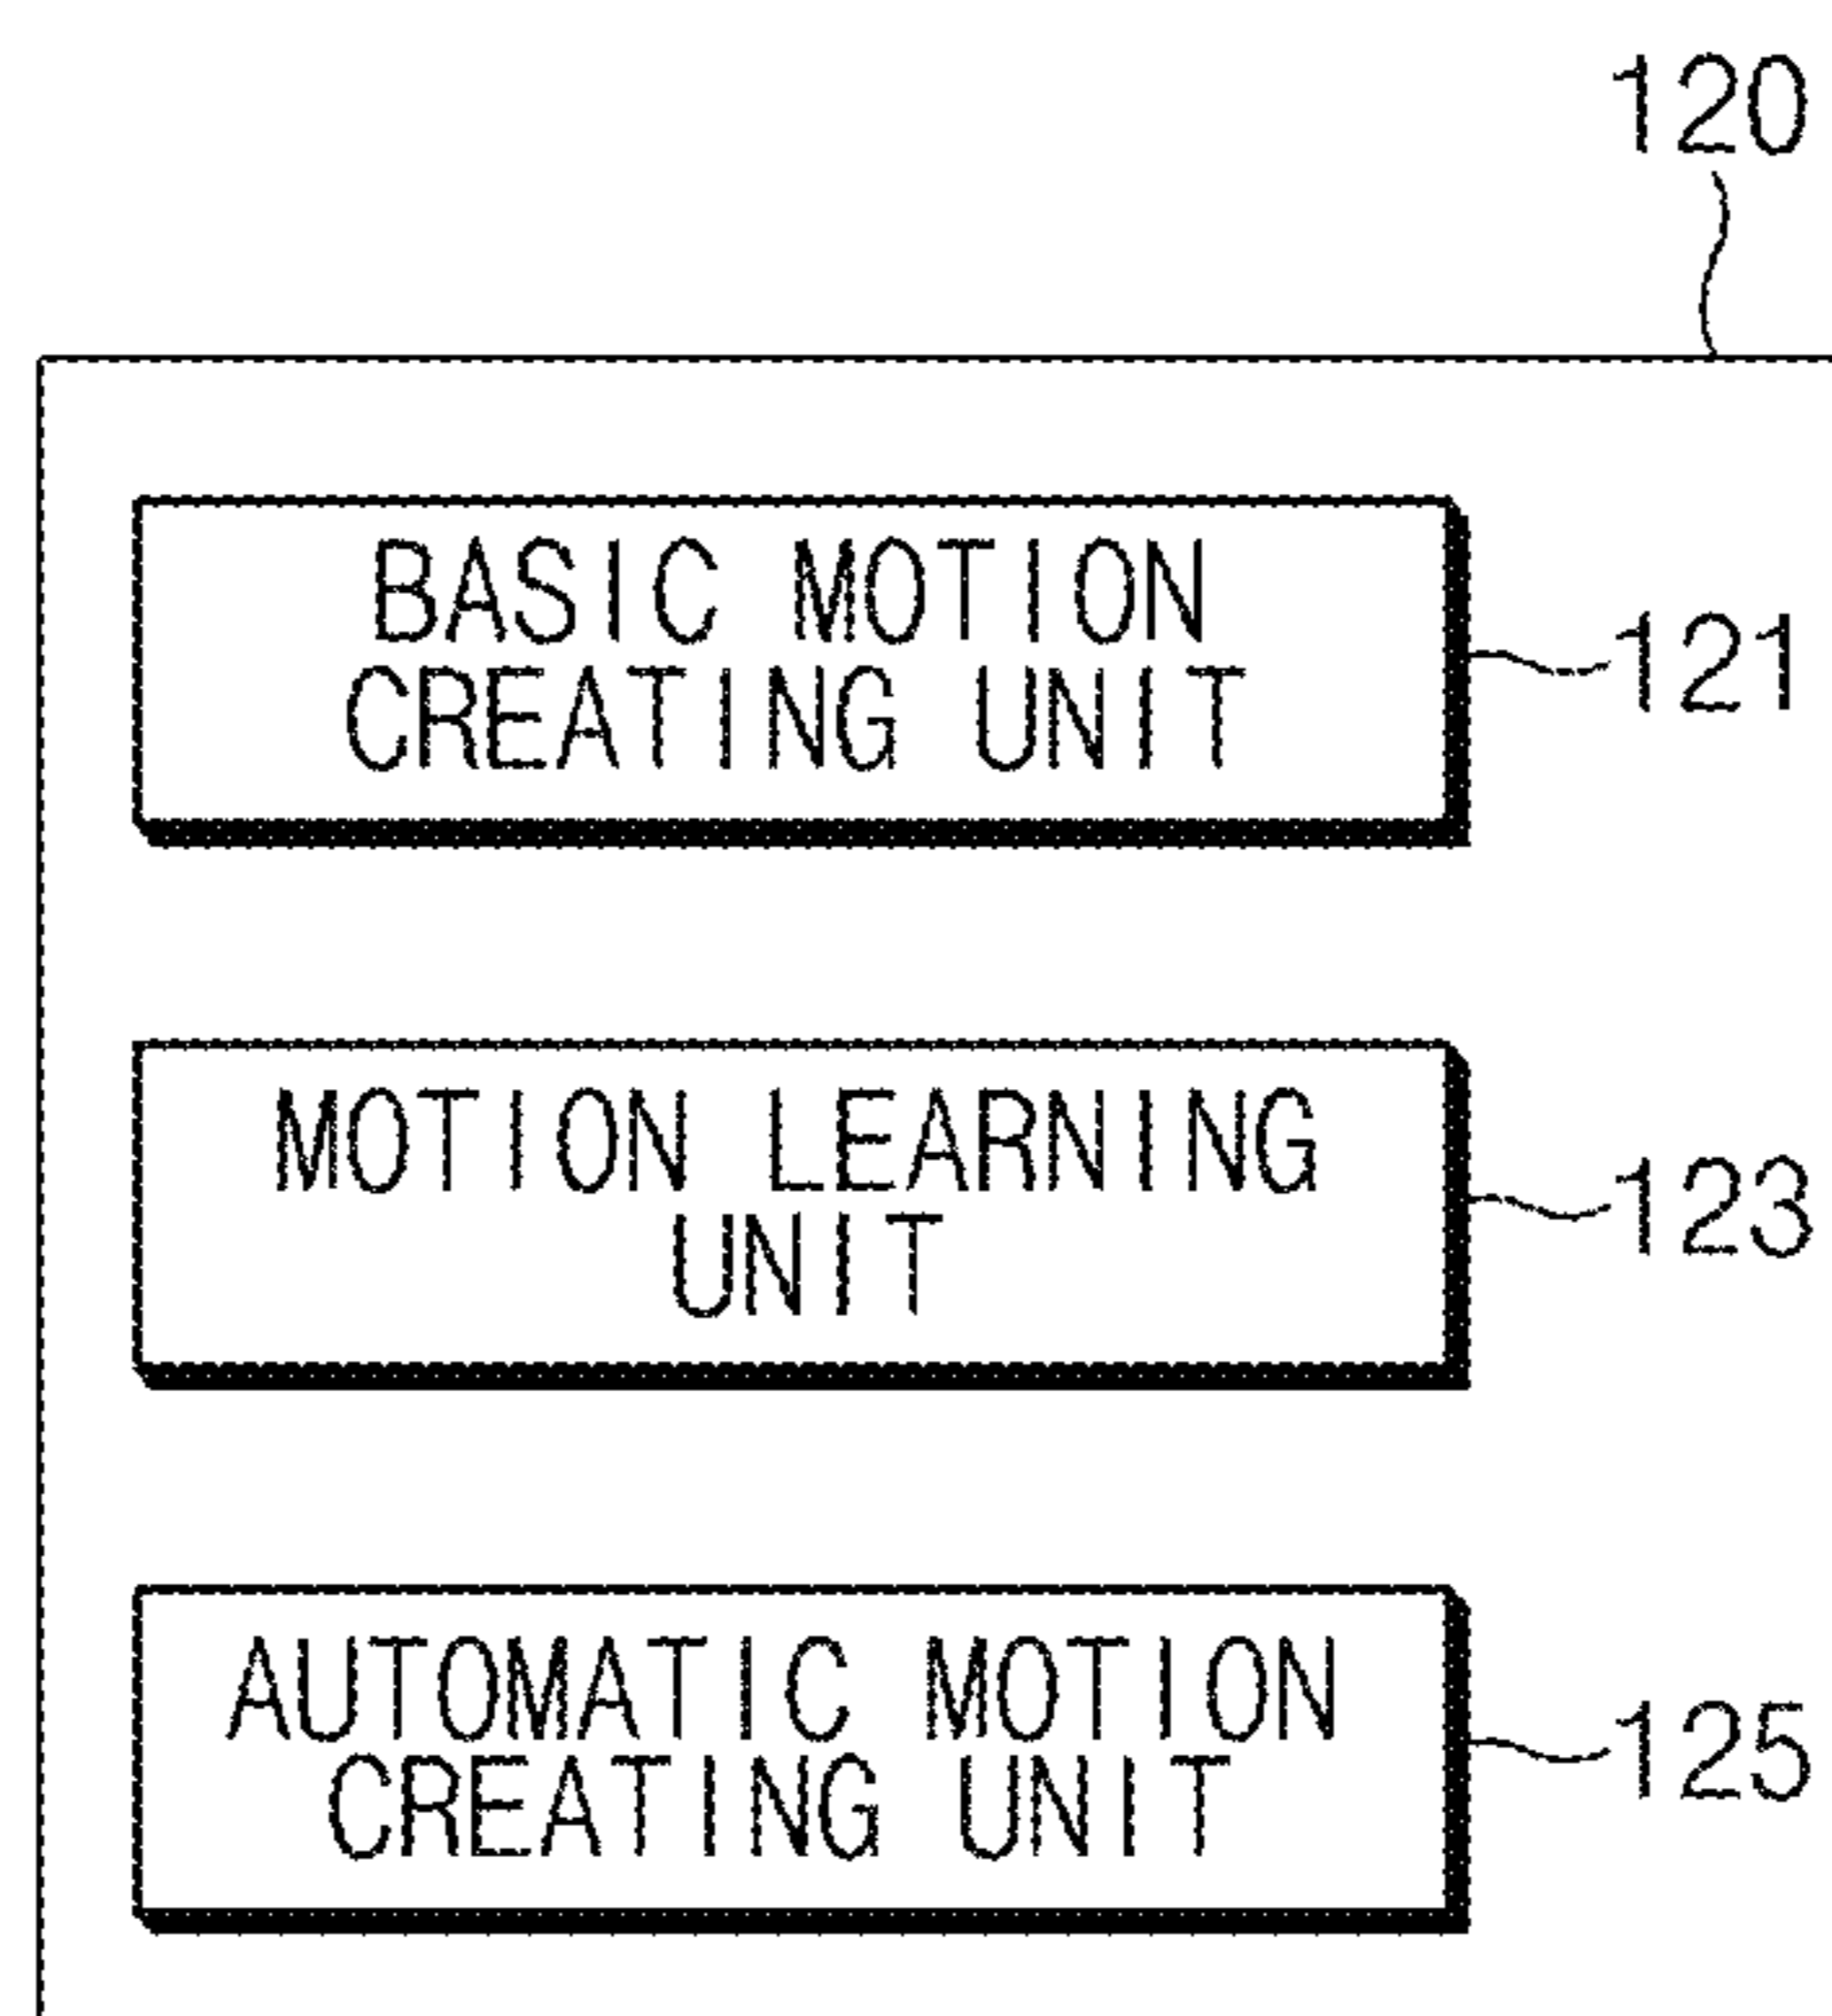 120
BASIC MOTION
CREATING UNIT
121
MOTION LEARNING
UNIT
123
AUTOMATIC MOTION
CREATING UNIT
125